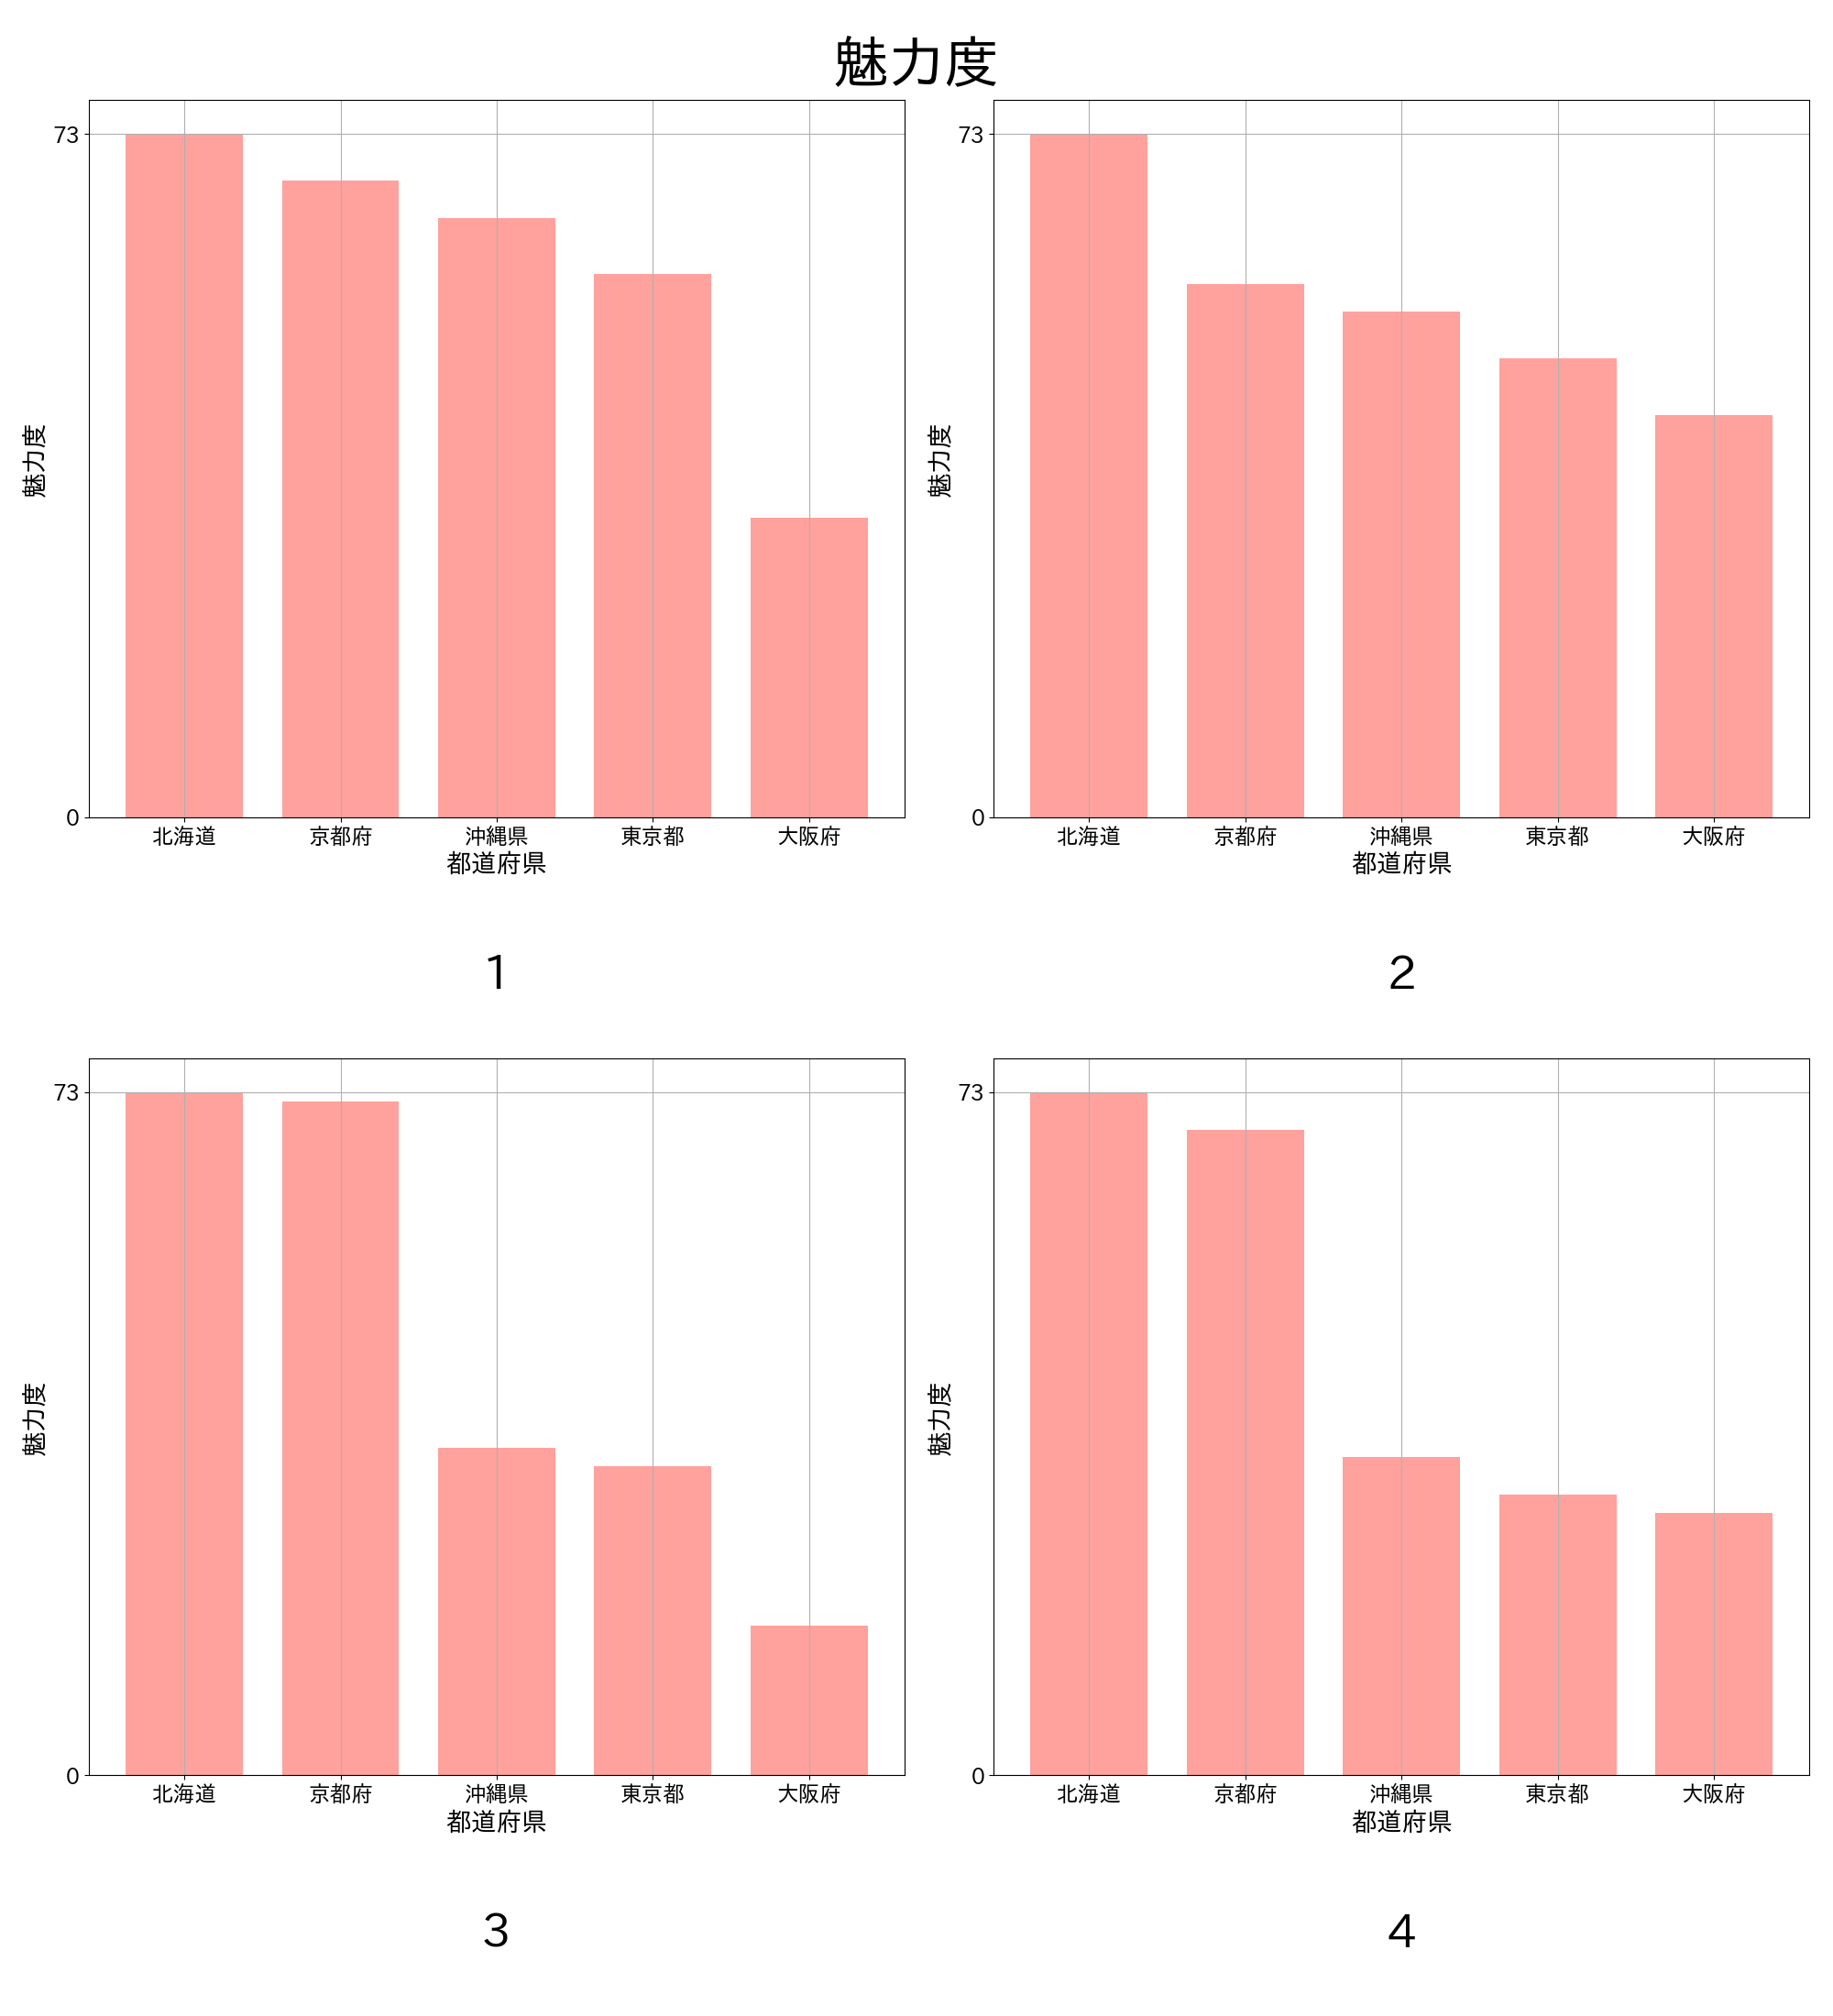 魅力度
73
0
魅力度
北海道 京都府 沖縄県 東京都 大阪府
都道府県
1
73
0
魅力度
北海道 京都府 沖縄県 東京都 大阪府
都道府県
2
73
0
魅力度
北海道 京都府 沖縄県 東京都 大阪府
都道府県
3
73
0
魅力度
北海道 京都府 沖縄県 東京都 大阪府
都道府県
4